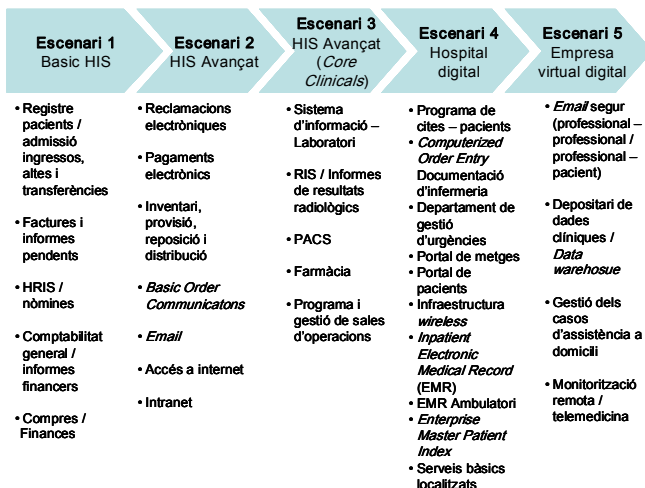 Escenari 1
Basic HIS
Escenari 2
HIS Avançat
Escenari 3
HIS Avançat
(Core
Clinicals)
Escenari 4
Hospital
digital
Escenari 5
Empresa
virtual digital
• Registre
pacients /
admissió
ingressos,
altes i
transferències
• Factures i
informes
pendents
• HRIS /
nòmines
• Comptabilitat
general /
informes
financers
• Compres /
Finances
• Reclamacions
electròniques
• Pagaments
electrònics
• Inventari,
provisió,
reposició i
distribució
• Basic Order
Communicatons
• Email
• Accés a internet
• Intranet
• Sistema
d'informació –
Laboratori
• RIS / Informes
de resultats
radiològics
• PACS
• Farmàcia
• Programa i
gestió de sales
d'operacions
• Programa de
cites – pacients
• Computerized
Order Entry
Documentació
d'infermeria
• Departament de
gestió
d'urgències
• Portal de metges
• Portal de
pacients
• Infraestructura
wireless
• Inpatient
Electronic
Medical Record
(EMR)
• EMR Ambulatori
• Enterprise
Master Patient
Index
• Serveis bàsics
localitzats
• Email segur
(professional –
professional /
professional –
pacient)
• Depositari de
dades
clíniques /
Data
warehosue
• Gestió dels
casos
d'assistència a
domicili
• Monitorització
remota /
telemedicina